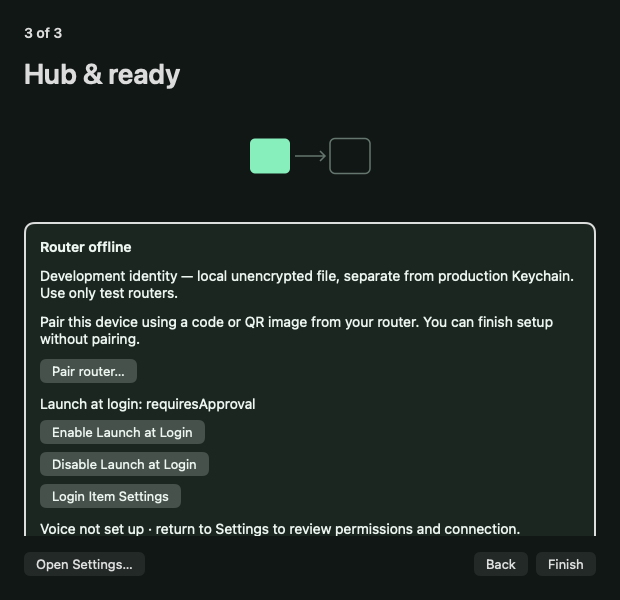 3 of 3
Hub & ready
Router offline
Development identity — local unencrypted file, separate from production Keychain.
Use only test routers.
Pair this device using a code or QR image from your router. You can finish setup
without pairing.
Pair router...
Launch at login: requiresApproval
Enable Launch at Login
Disable Launch at Login
Login Item Settings
Voice not set up · return to Settings to review permissions and connection.
Open Settings...
Back
Finish